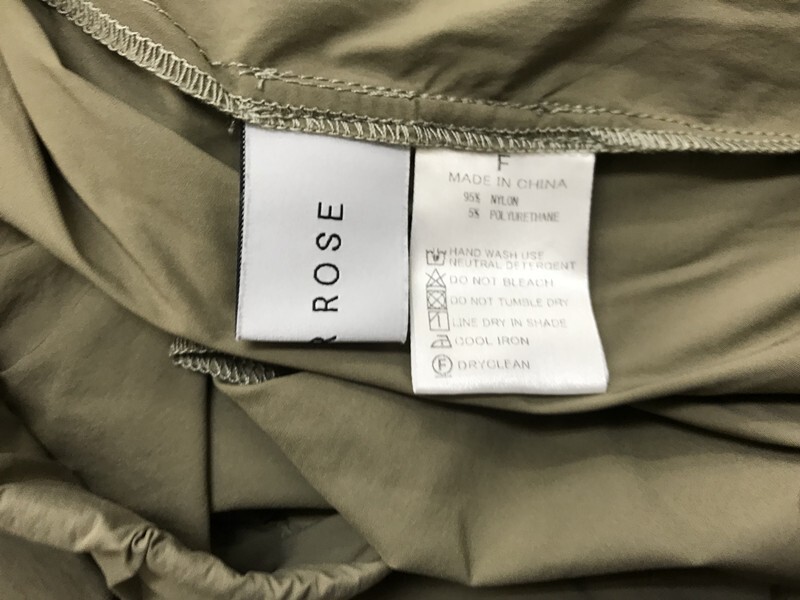 R ROSE
F
MADE IN CHINA
95% NYLON
5% POLYURETHANE
HAND WASH USE
NEUTRAL DETERGENT
DO NOT BLEACH
DO NOT TUMBLE DRY
LINE DRY IN SHADE
COOL IRON
F DRYCLEAN